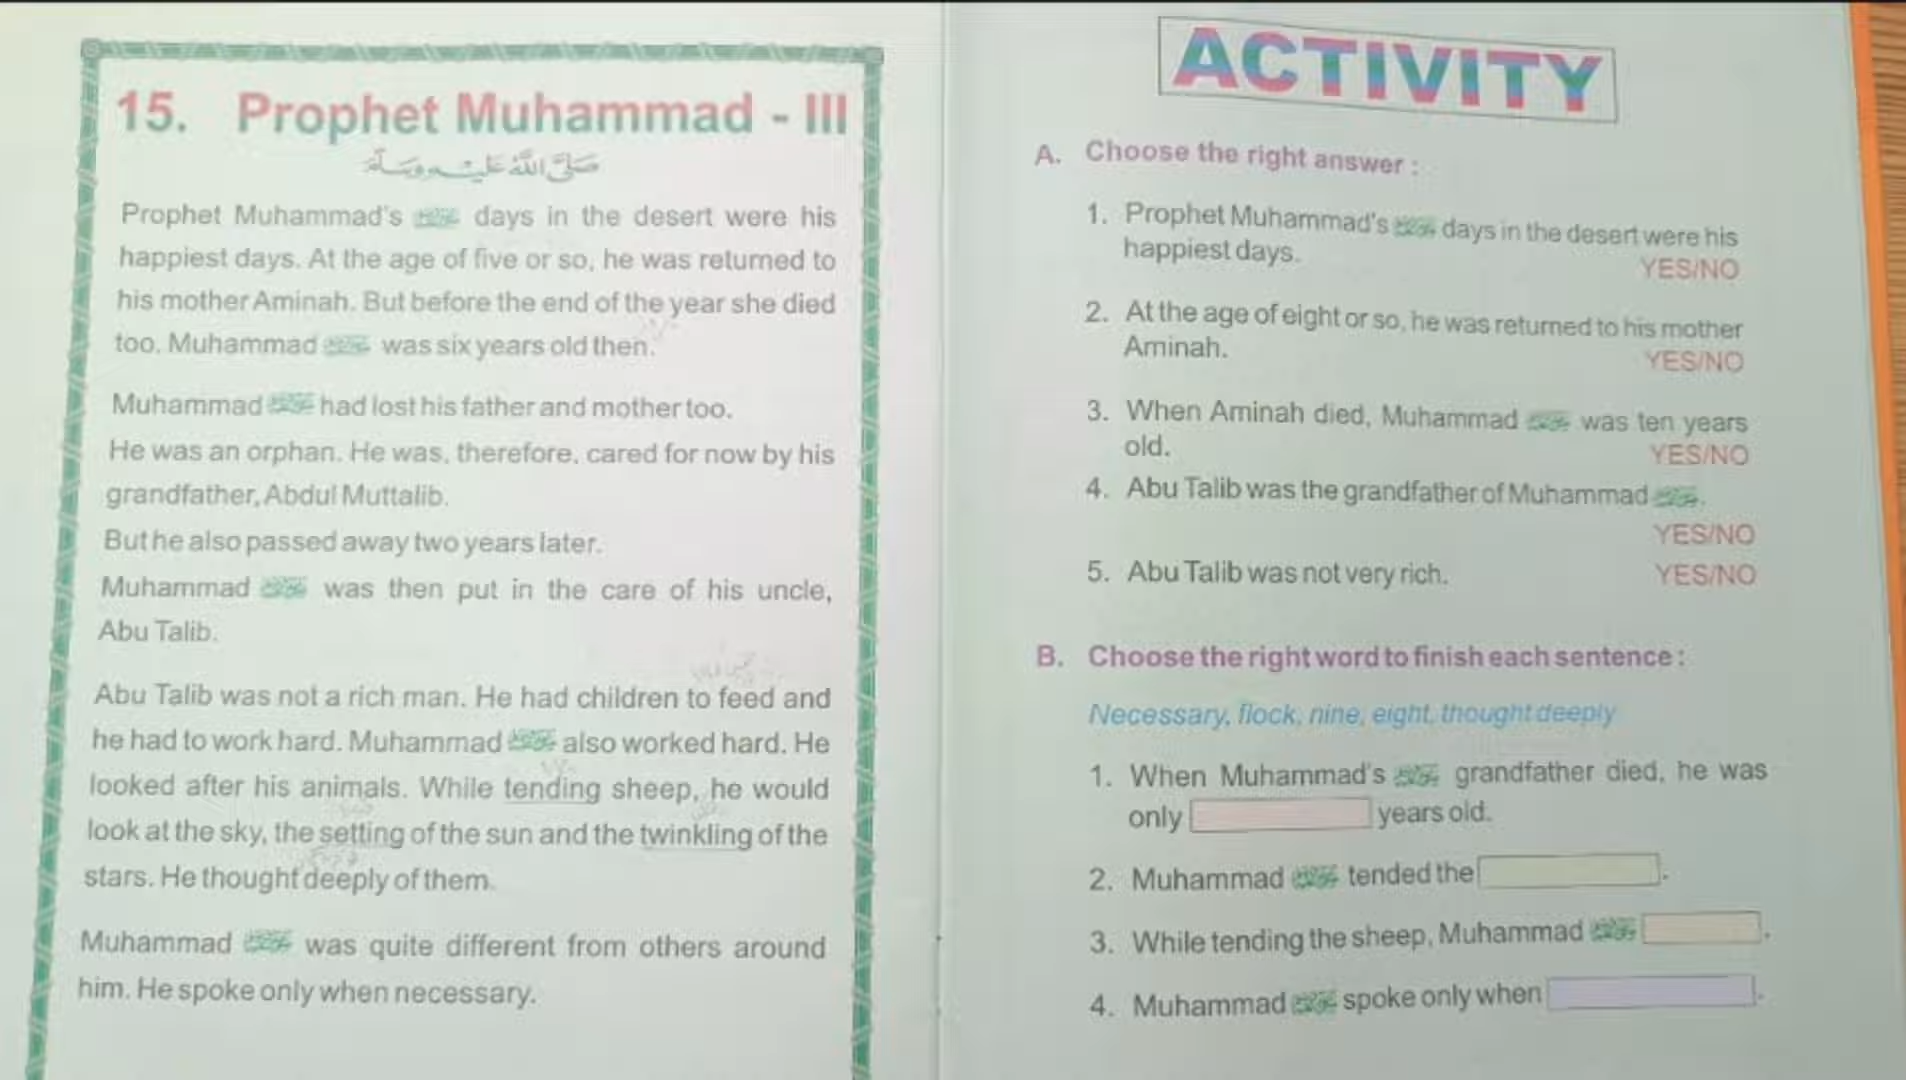 15. Prophet Muhammad - III
صلى الله عليه وسلم
Prophet Muhammad's ﷺ days in the desert were his
happiest days. At the age of five or so, he was returned to
his mother Aminah. But before the end of the year she died
too. Muhammad ﷺ was six years old then.
Muhammad ﷺ had lost his father and mother too.
He was an orphan. He was, therefore, cared for now by his
grandfather, Abdul Muttalib.
But he also passed away two years later.
Muhammad ﷺ was then put in the care of his uncle,
Abu Talib.
Abu Talib was not a rich man. He had children to feed and
he had to work hard. Muhammad ﷺ also worked hard. He
looked after his animals. While tending sheep, he would
look at the sky, the setting of the sun and the twinkling of the
stars. He thought deeply of them.
Muhammad ﷺ was quite different from others around
him. He spoke only when necessary.
ACTIVITY
A. Choose the right answer :
1. Prophet Muhammad's ﷺ days in the desert were his
happiest days.
YES/NO
2. At the age of eight or so, he was returned to his mother
Aminah.
YES/NO
3. When Aminah died, Muhammad ﷺ was ten years
old.
YES/NO
4. Abu Talib was the grandfather of Muhammad ﷺ.
YES/NO
5. Abu Talib was not very rich. YES/NO
B. Choose the right word to finish each sentence :
Necessary, flock, nine, eight, thought deeply
1. When Muhammad's ﷺ grandfather died, he was
only years old.
2. Muhammad ﷺ tended the .
3. While tending the sheep, Muhammad ﷺ .
4. Muhammad ﷺ spoke only when .